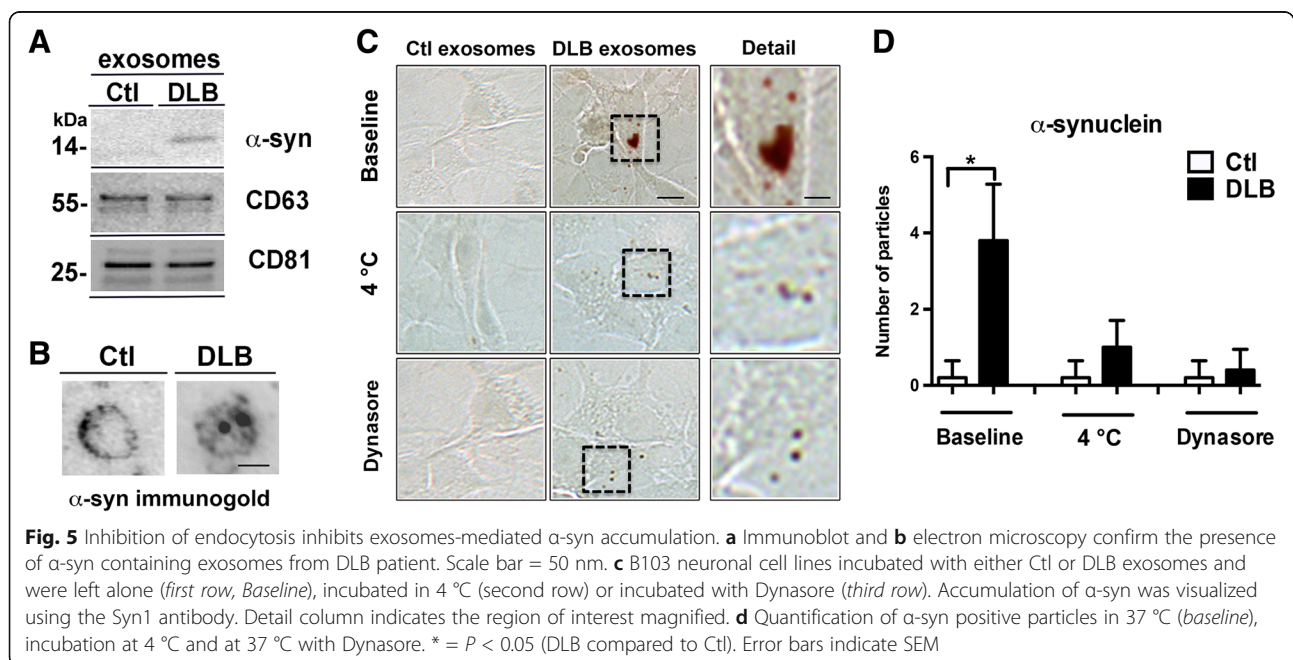 A
exosomes
Ctl DLB
kDa
14- α-syn
55- CD63
25- CD81
B
Ctl DLB
α-syn immunogold
C
Ctl exosomes DLB exosomes Detail
Baseline
4 °C
Dynasore
D
α-synuclein
Number of particles
6
4
2
0
*
Ctl
DLB
Baseline 4 °C Dynasore
Fig. 5 Inhibition of endocytosis inhibits exosomes-mediated α-syn accumulation. a Immunoblot and b electron microscopy confirm the presence
of α-syn containing exosomes from DLB patient. Scale bar = 50 nm. c B103 neuronal cell lines incubated with either Ctl or DLB exosomes and
were left alone (first row, Baseline), incubated in 4 °C (second row) or incubated with Dynasore (third row). Accumulation of α-syn was visualized
using the Syn1 antibody. Detail column indicates the region of interest magnified. d Quantification of α-syn positive particles in 37 °C (baseline),
incubation at 4 °C and at 37 °C with Dynasore. * = P < 0.05 (DLB compared to Ctl). Error bars indicate SEM